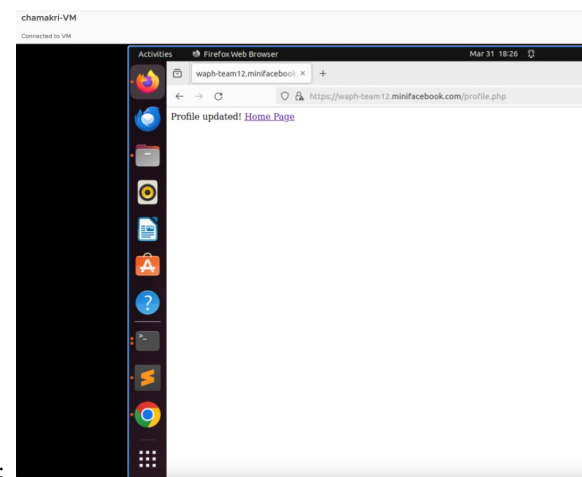 chamakri-VM
Connected to VM
Activities Firefox Web Browser Mar 31 18:26
waph-team12.minifacebook. × +
https://waph-team12.minifacebook.com/profile.php
Profile updated! Home Page
: